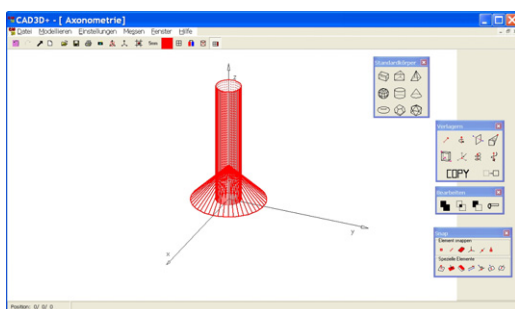 CAD3D+ - [ Axonometrie]
Datei Modellieren Einstellungen Messen Fenster Hilfe
5mm
Standardkörper
z
Vorlagen
COPY
Bearbeiten
y
Snap
Element snappen
Spezielle Elemente
x
Position: 0/ 0/ 0